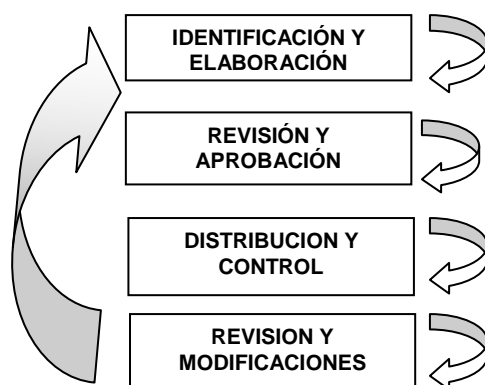 IDENTIFICACIÓN Y
ELABORACIÓN
REVISIÓN Y
APROBACIÓN
DISTRIBUCION Y
CONTROL
REVISION Y
MODIFICACIONES